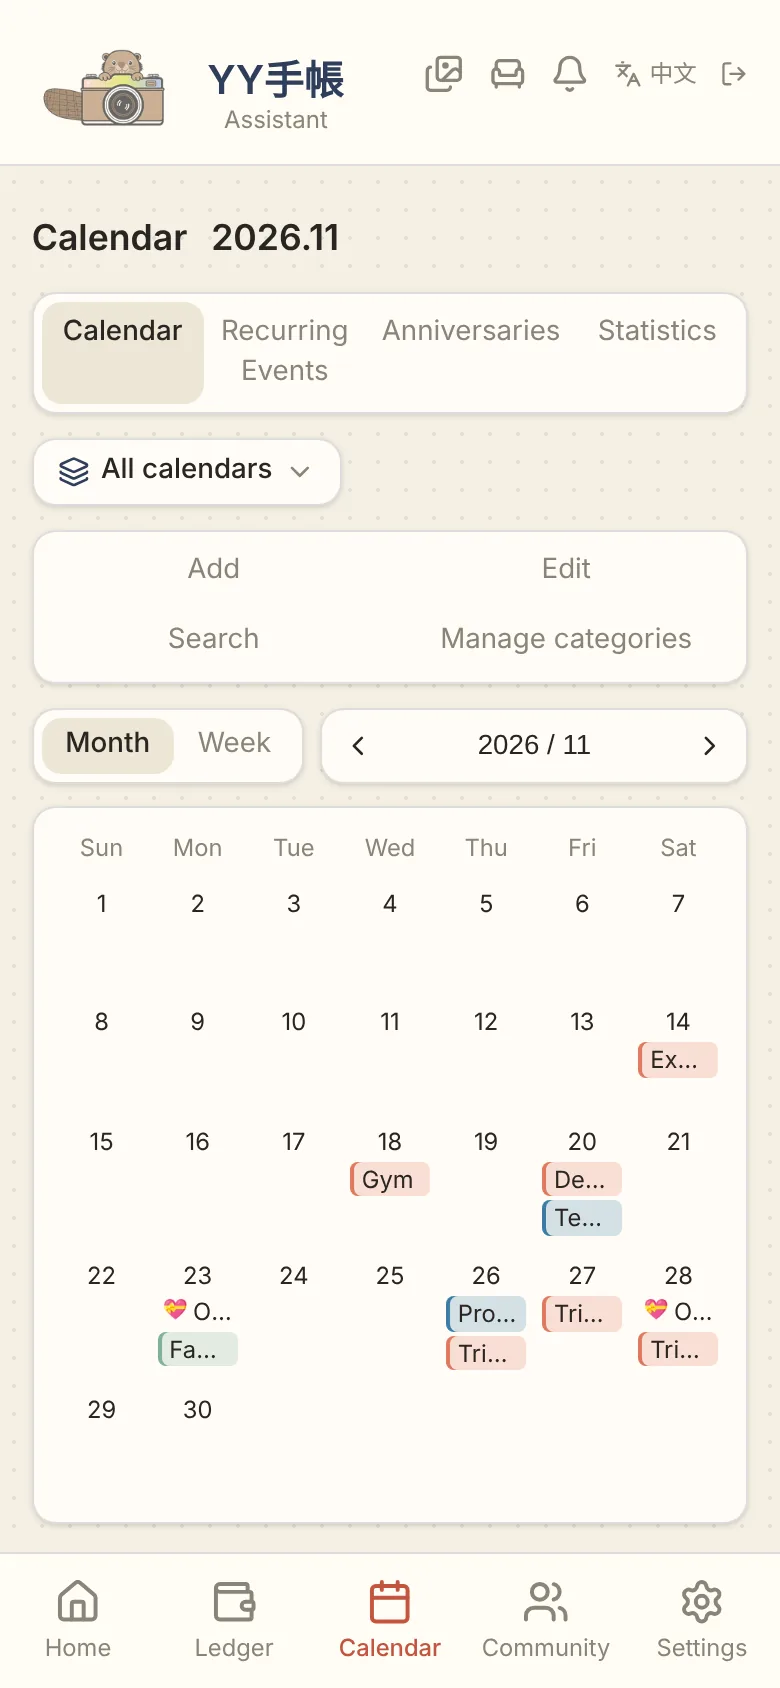 YY手帳
Assistant
中文
Calendar 2026.11
Calendar
Recurring Events
Anniversaries
Statistics
All calendars
Add
Edit
Search
Manage categories
Month
Week
2026 / 11
Sun Mon Tue Wed Thu Fri Sat
1 2 3 4 5 6 7
8 9 10 11 12 13 14
Ex...
15 16 17 18 19 20 21
Gym De...
Te...
22 23 24 25 26 27 28
💝 O... Pro... Tri... 💝 O...
Fa... Tri... Tri...
29 30
Home Ledger Calendar Community Settings